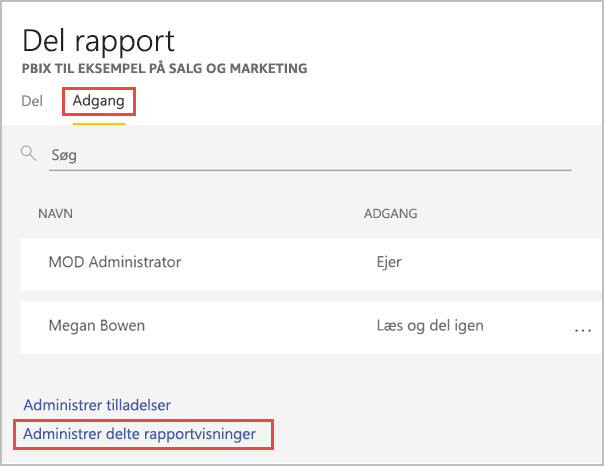 Del rapport
PBIX TIL EKSEMPEL PÅ SALG OG MARKETING
Del Adgang
Søg
NAVN ADGANG
MOD Administrator Ejer
Megan Bowen Læs og del igen ...
Administrer tilladelser
Administrer delte rapportvisninger